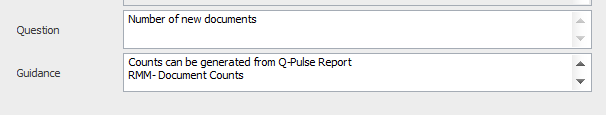 Question
Number of new documents
Guidance
Counts can be generated from Q-Pulse Report
RMM- Document Counts